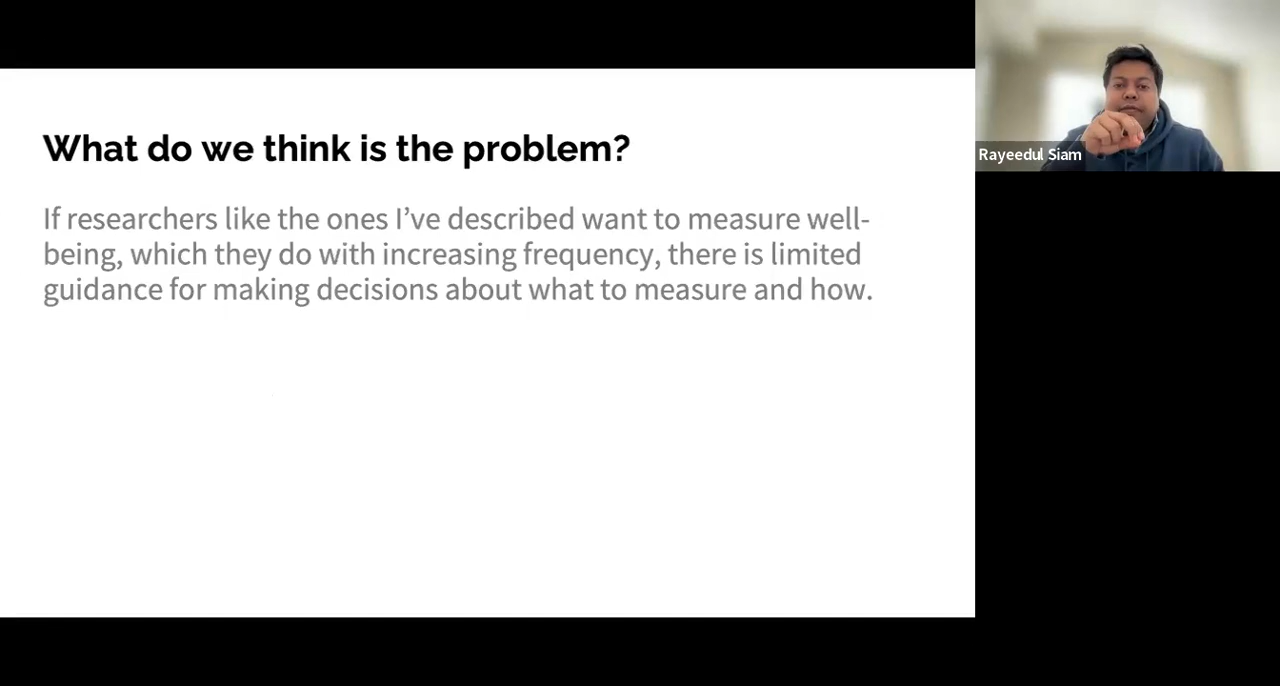 What do we think is the problem?
If researchers like the ones I’ve described want to measure well-
being, which they do with increasing frequency, there is limited
guidance for making decisions about what to measure and how.
Rayeedul Siam